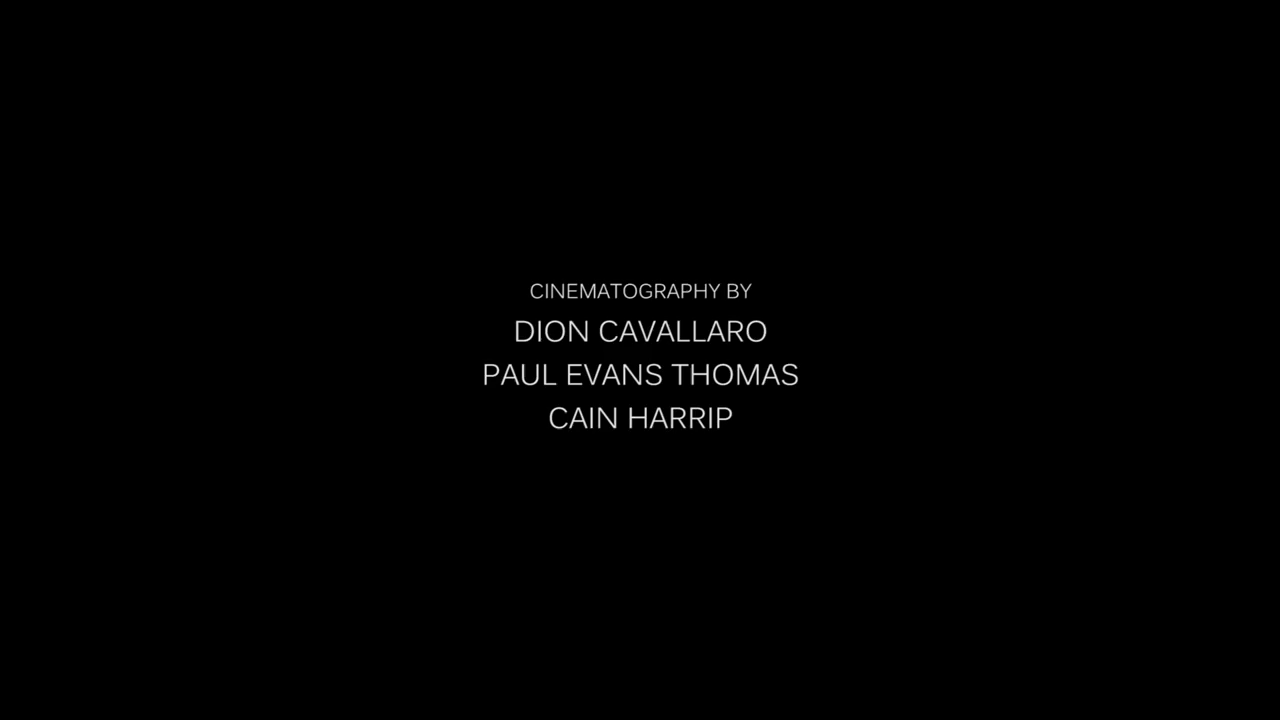 CINEMATOGRAPHY BY
DION CAVALLARO
PAUL EVANS THOMAS
CAIN HARRIP